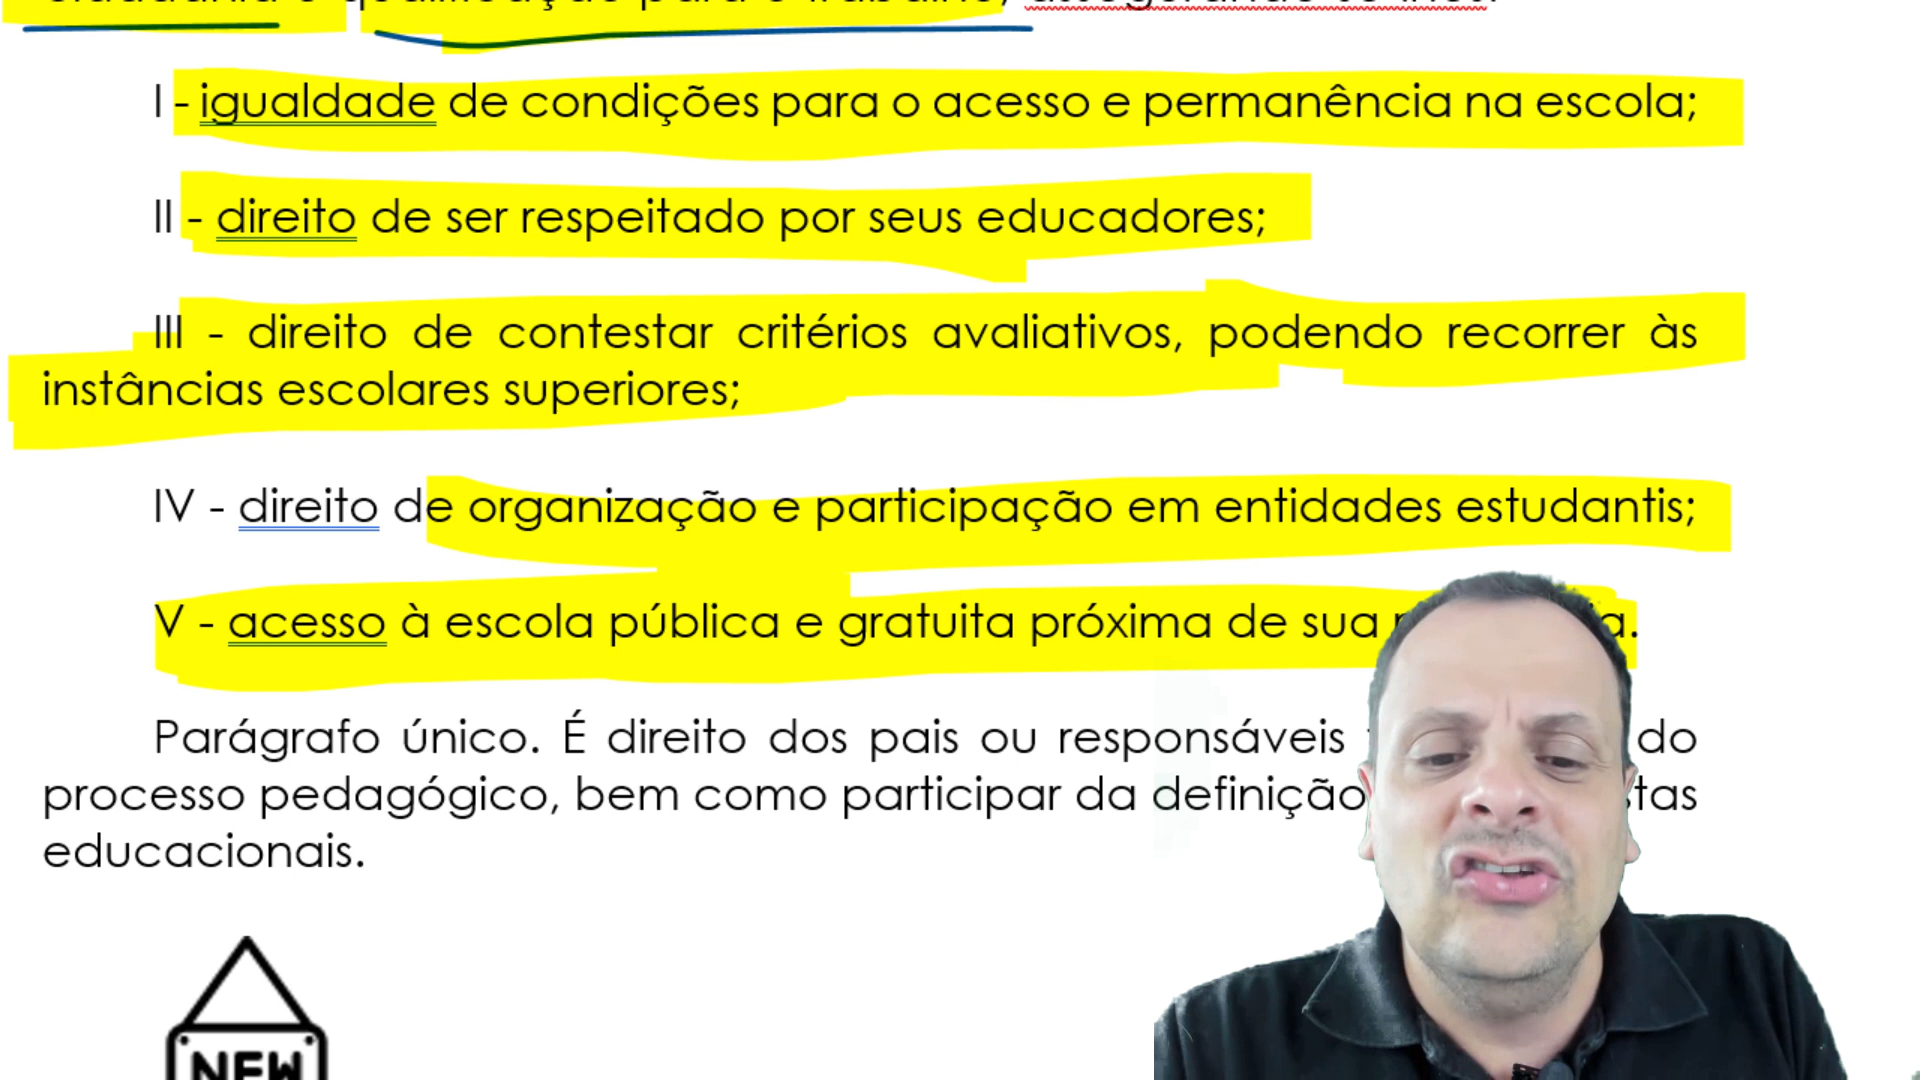 I - igualdade de condições para o acesso e permanência na escola;
II - direito de ser respeitado por seus educadores;
III - direito de contestar critérios avaliativos, podendo recorrer às
instâncias escolares superiores;
IV - direito de organização e participação em entidades estudantis;
V - acesso à escola pública e gratuita próxima de sua
Parágrafo único. É direito dos pais ou responsáveis do
processo pedagógico, bem como participar da definição
educacionais.
NEW